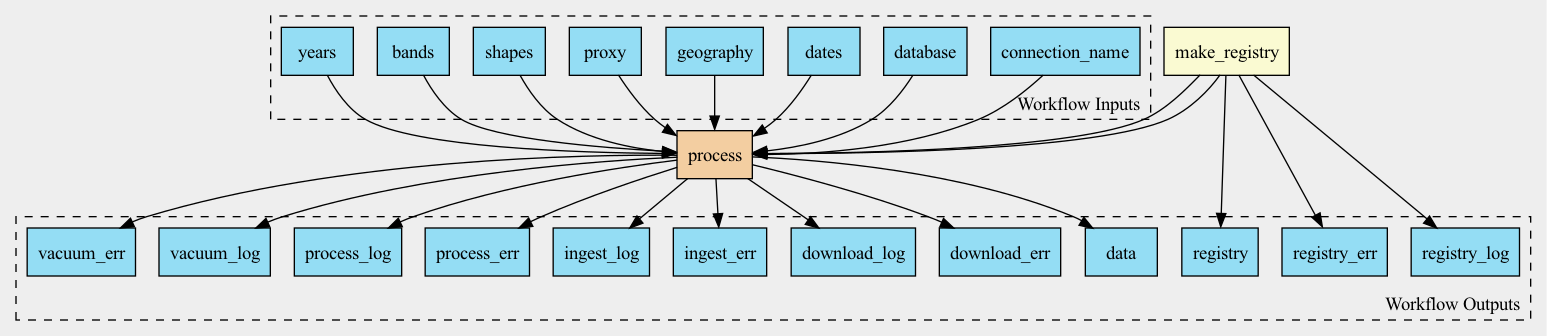 years
bands
shapes
proxy
geography
dates
database
connection_name
make_registry
Workflow Inputs
process
vacuum_err
vacuum_log
process_log
process_err
ingest_log
ingest_err
download_log
download_err
data
registry
registry_err
registry_log
Workflow Outputs